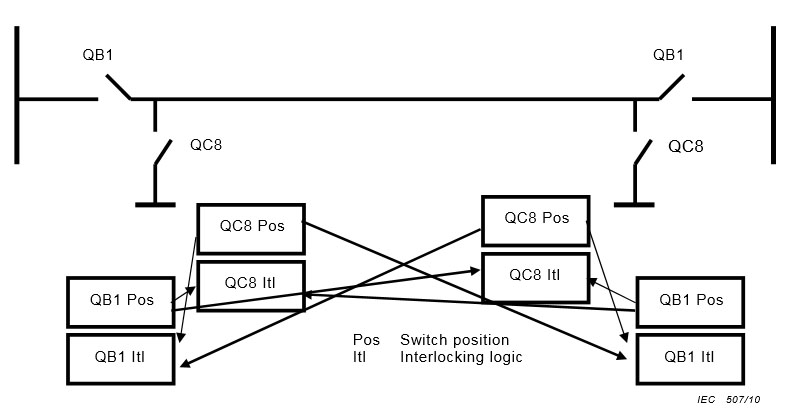 QB1
QB1
QC8
QC8
QC8 Pos
QC8 Pos
QC8 Itl
QC8 Itl
QB1 Pos
QB1 Pos
Pos Switch position
QB1 Itl
Itl Interlocking logic
QB1 Itl
IEC 507/10